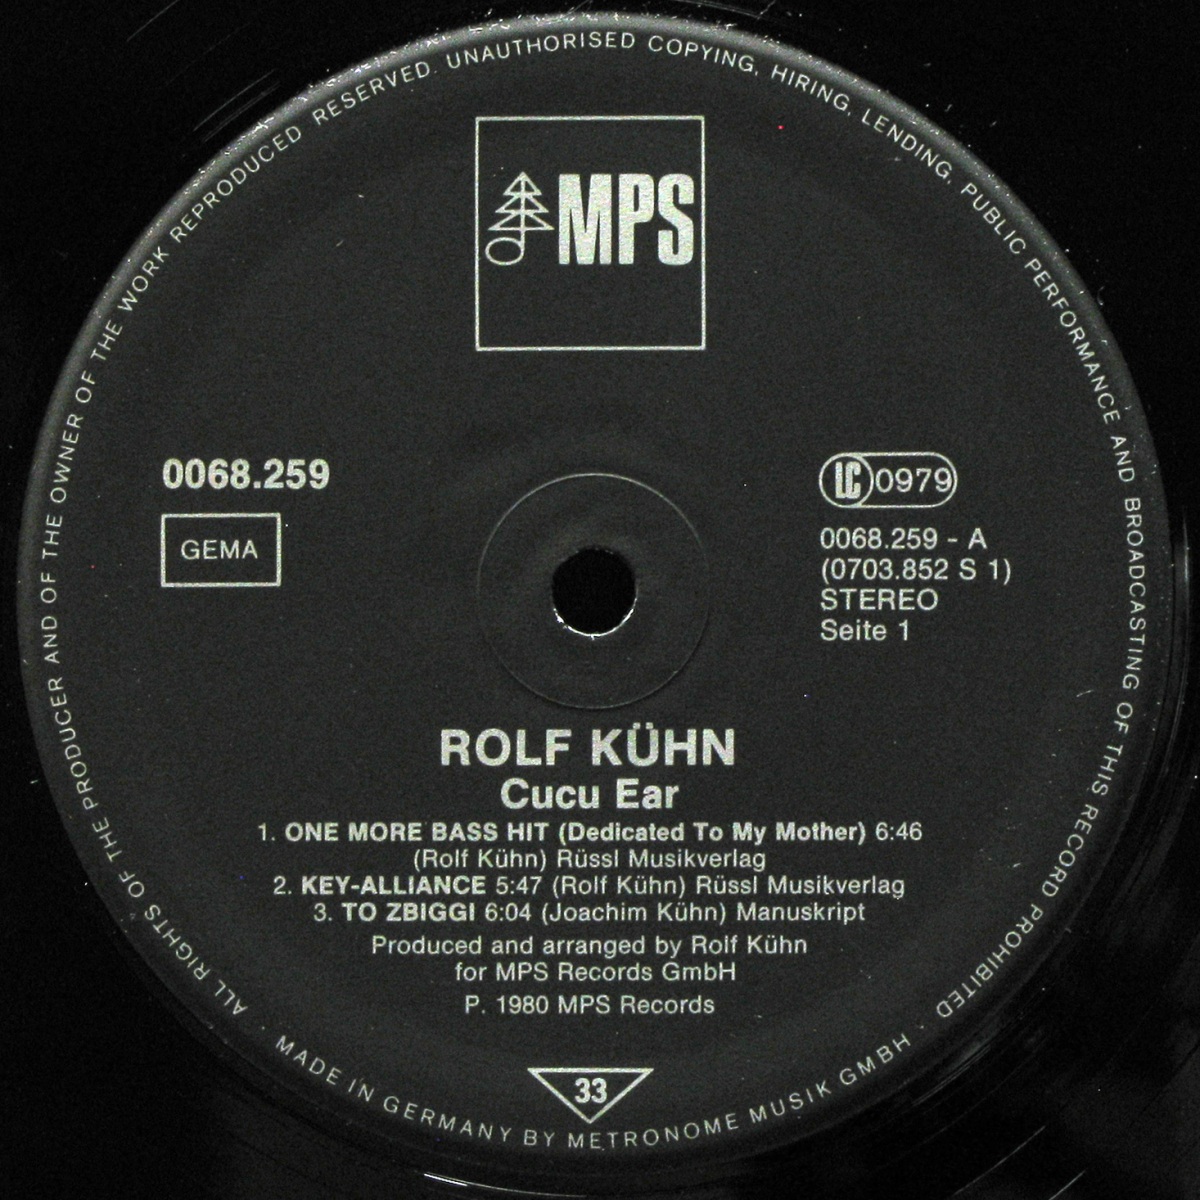 ALL RIGHTS OF THE PRODUCER AND OF THE OWNER OF THE WORK REPRODUCED RESERVED. UNAUTHORISED COPYING, HIRING, LENDING, PUBLIC PERFORMANCE AND BROADCASTING OF THIS RECORD PROHIBITED
MPS
0068.259
GEMA
LC 0979
0068.259 - A
(0703.852 S 1)
STEREO
Seite 1
ROLF KÜHN
Cucu Ear
1. ONE MORE BASS HIT (Dedicated To My Mother) 6:46
(Rolf Kühn) Rüssl Musikverlag
2. KEY-ALLIANCE 5:47 (Rolf Kühn) Rüssl Musikverlag
3. TO ZBIGGI 6:04 (Joachim Kühn) Manuskript
Produced and arranged by Rolf Kühn
for MPS Records GmbH
P. 1980 MPS Records
33
· MADE IN GERMANY BY METRONOME MUSIK GMBH ·